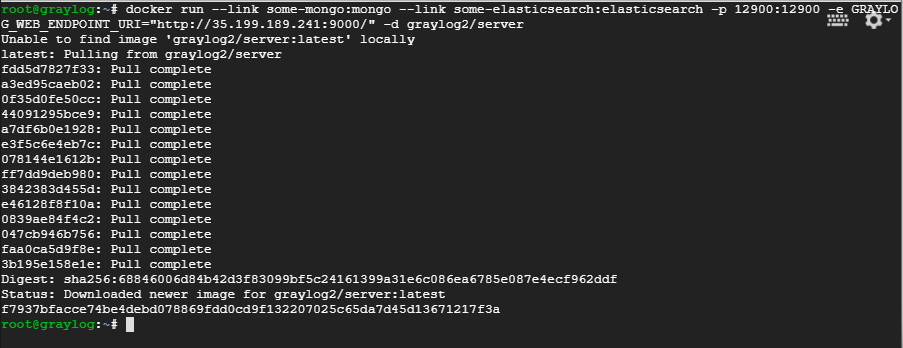 root@graylog:~# docker run --link some-mongo:mongo --link some-elasticsearch:elasticsearch -p 12900:12900 -e GRAYLO
G_WEB_ENDPOINT_URI="http://35.199.189.241:9000/" -d graylog2/server
Unable to find image 'graylog2/server:latest' locally
latest: Pulling from graylog2/server
fdd5d7827f33: Pull complete
a3ed95caeb02: Pull complete
0f35d0fe50cc: Pull complete
44091295bce9: Pull complete
a7df6b0e1928: Pull complete
e3f5c6e4eb7c: Pull complete
078144e1612b: Pull complete
ff7dd9deb980: Pull complete
3842383d455d: Pull complete
e46128f8f10a: Pull complete
0839ae84f4c2: Pull complete
047cb946b756: Pull complete
faa0ca5d9f8e: Pull complete
3b195e158e1e: Pull complete
Digest: sha256:68846006d84b42d3f83099bf5c24161399a31e6c086ea6785e087e4ecf962ddf
Status: Downloaded newer image for graylog2/server:latest
f7937bfacce74be4debd078869fdd0cd9f132207025c65da7d45d13671217f3a
root@graylog:~#